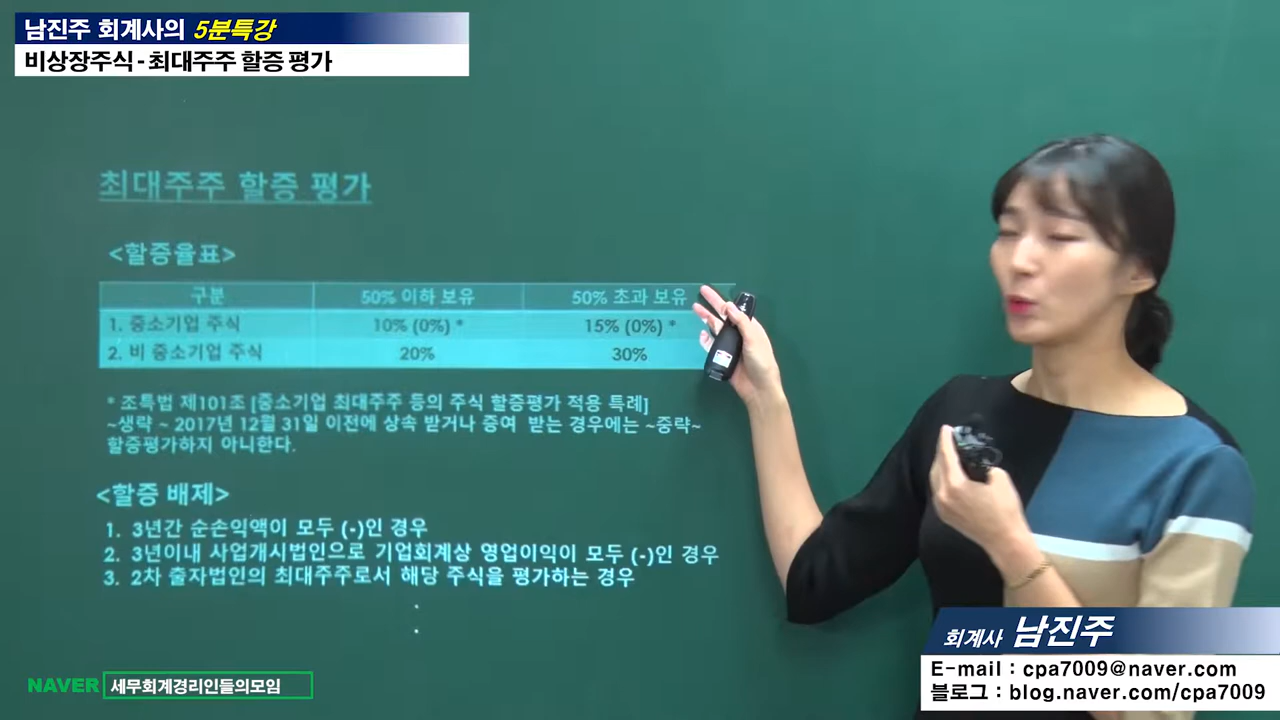 남진주 회계사의 5분특강
비상장주식-최대주주 할증 평가
최대주주 할증 평가
<할증율표>
구분 50% 이하 보유 50% 초과 보유
1. 중소기업 주식 10% (0%) * 15% (0%) *
2. 비 중소기업 주식 20% 30%
* 조특법 제101조 [중소기업 최대주주 등의 주식 할증평가 적용 특례]
~생략 ~ 2017년 12월 31일 이전에 상속 받거나 증여 받는 경우에는 ~중략~
할증평가하지 아니한다.
<할증 배제>
1. 3년간 순손익액이 모두 (-)인 경우
2. 3년이내 사업개시법인으로 기업회계상 영업이익이 모두 (-)인 경우
3. 2차 출자법인의 최대주주로서 해당 주식을 평가하는 경우
회계사 남진주
E-mail : cpa7009@naver.com
블로그 : blog.naver.com/cpa7009
NAVER 세무회계경리인들의모임